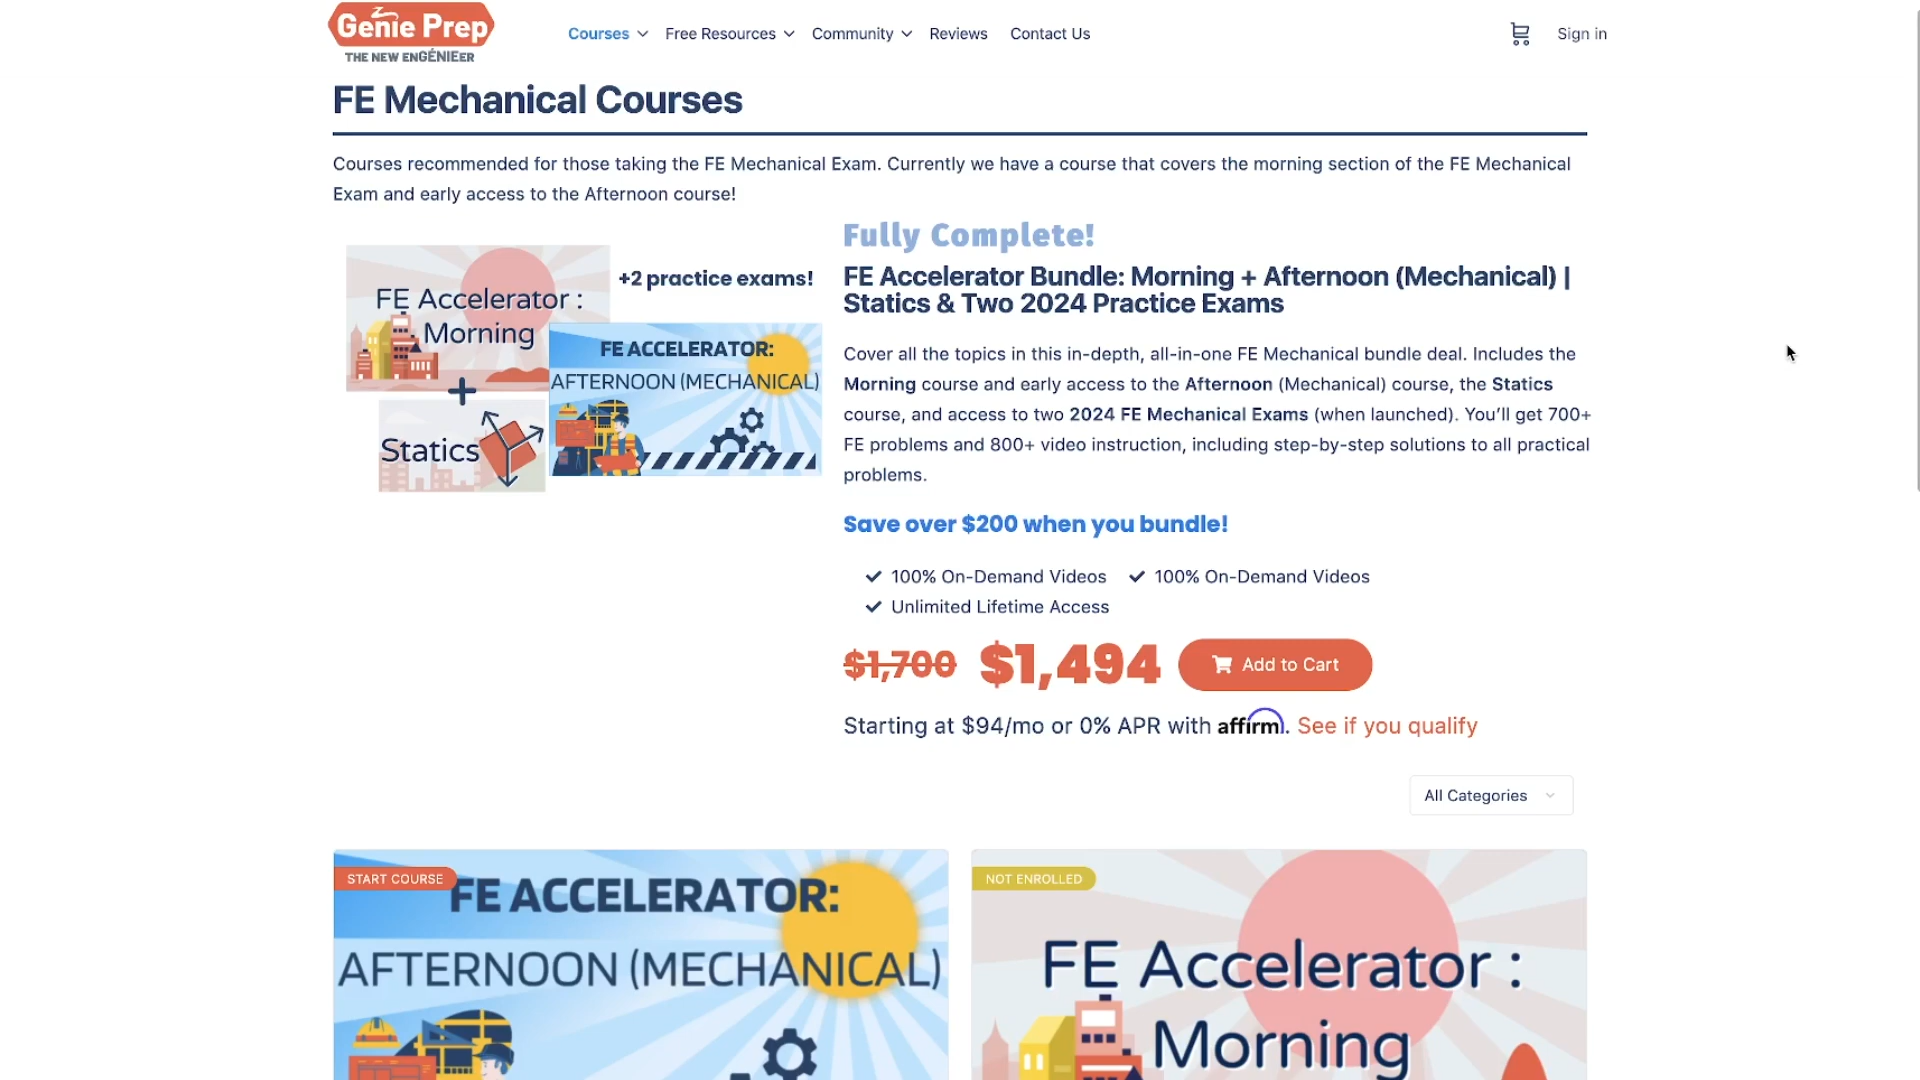 Genie Prep
THE NEW ENGÉNIEER
Courses
Free Resources
Community
Reviews
Contact Us
Sign in
FE Mechanical Courses
Courses recommended for those taking the FE Mechanical Exam. Currently we have a course that covers the morning section of the FE Mechanical
Exam and early access to the Afternoon course!
FE Accelerator :
Morning
+2 practice exams!
+
FE ACCELERATOR:
AFTERNOON (MECHANICAL)
Statics
Fully Complete!
FE Accelerator Bundle: Morning + Afternoon (Mechanical) |
Statics & Two 2024 Practice Exams
Cover all the topics in this in-depth, all-in-one FE Mechanical bundle deal. Includes the
Morning course and early access to the Afternoon (Mechanical) course, the Statics
course, and access to two 2024 FE Mechanical Exams (when launched). You'll get 700+
FE problems and 800+ video instruction, including step-by-step solutions to all practical
problems.
Save over $200 when you bundle!
100% On-Demand Videos
100% On-Demand Videos
Unlimited Lifetime Access
$1,700 $1,494 Add to Cart
Starting at $94/mo or 0% APR with affirm. See if you qualify
All Categories
START COURSE
FE ACCELERATOR:
AFTERNOON (MECHANICAL)
NOT ENROLLED
FE Accelerator :
Morning